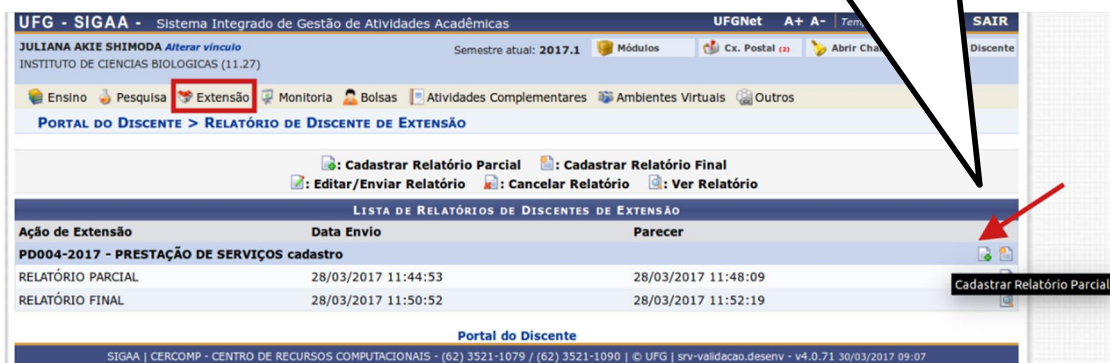 UFG - SIGAA - Sistema Integrado de Gestão de Atividades Acadêmicas UFGNet A+ A- SAIR
JULIANA AKIE SHIMODA Alterar vínculo Semestre atual: 2017.1 Módulos Cx. Postal (2) Abrir Discente
INSTITUTO DE CIENCIAS BIOLOGICAS (11.27)
Ensino Pesquisa Extensão Monitoria Bolsas Atividades Complementares Ambientes Virtuais Outros
PORTAL DO DISCENTE > RELATÓRIO DE DISCENTE DE EXTENSÃO
: Cadastrar Relatório Parcial : Cadastrar Relatório Final
: Editar/Enviar Relatório : Cancelar Relatório : Ver Relatório
LISTA DE RELATÓRIOS DE DISCENTES DE EXTENSÃO
Ação de Extensão Data Envio Parecer
PD004-2017 - PRESTAÇÃO DE SERVIÇOS cadastro
RELATÓRIO PARCIAL 28/03/2017 11:44:53 28/03/2017 11:48:09
Cadastrar Relatório Parcial
RELATÓRIO FINAL 28/03/2017 11:50:52 28/03/2017 11:52:19
Portal do Discente
SIGAA | CERCOMP - CENTRO DE RECURSOS COMPUTACIONAIS - (62) 3521-1079 / (62) 3521-1090 | © UFG | srv-validacao.desenv - v4.0.71 30/03/2017 09:07